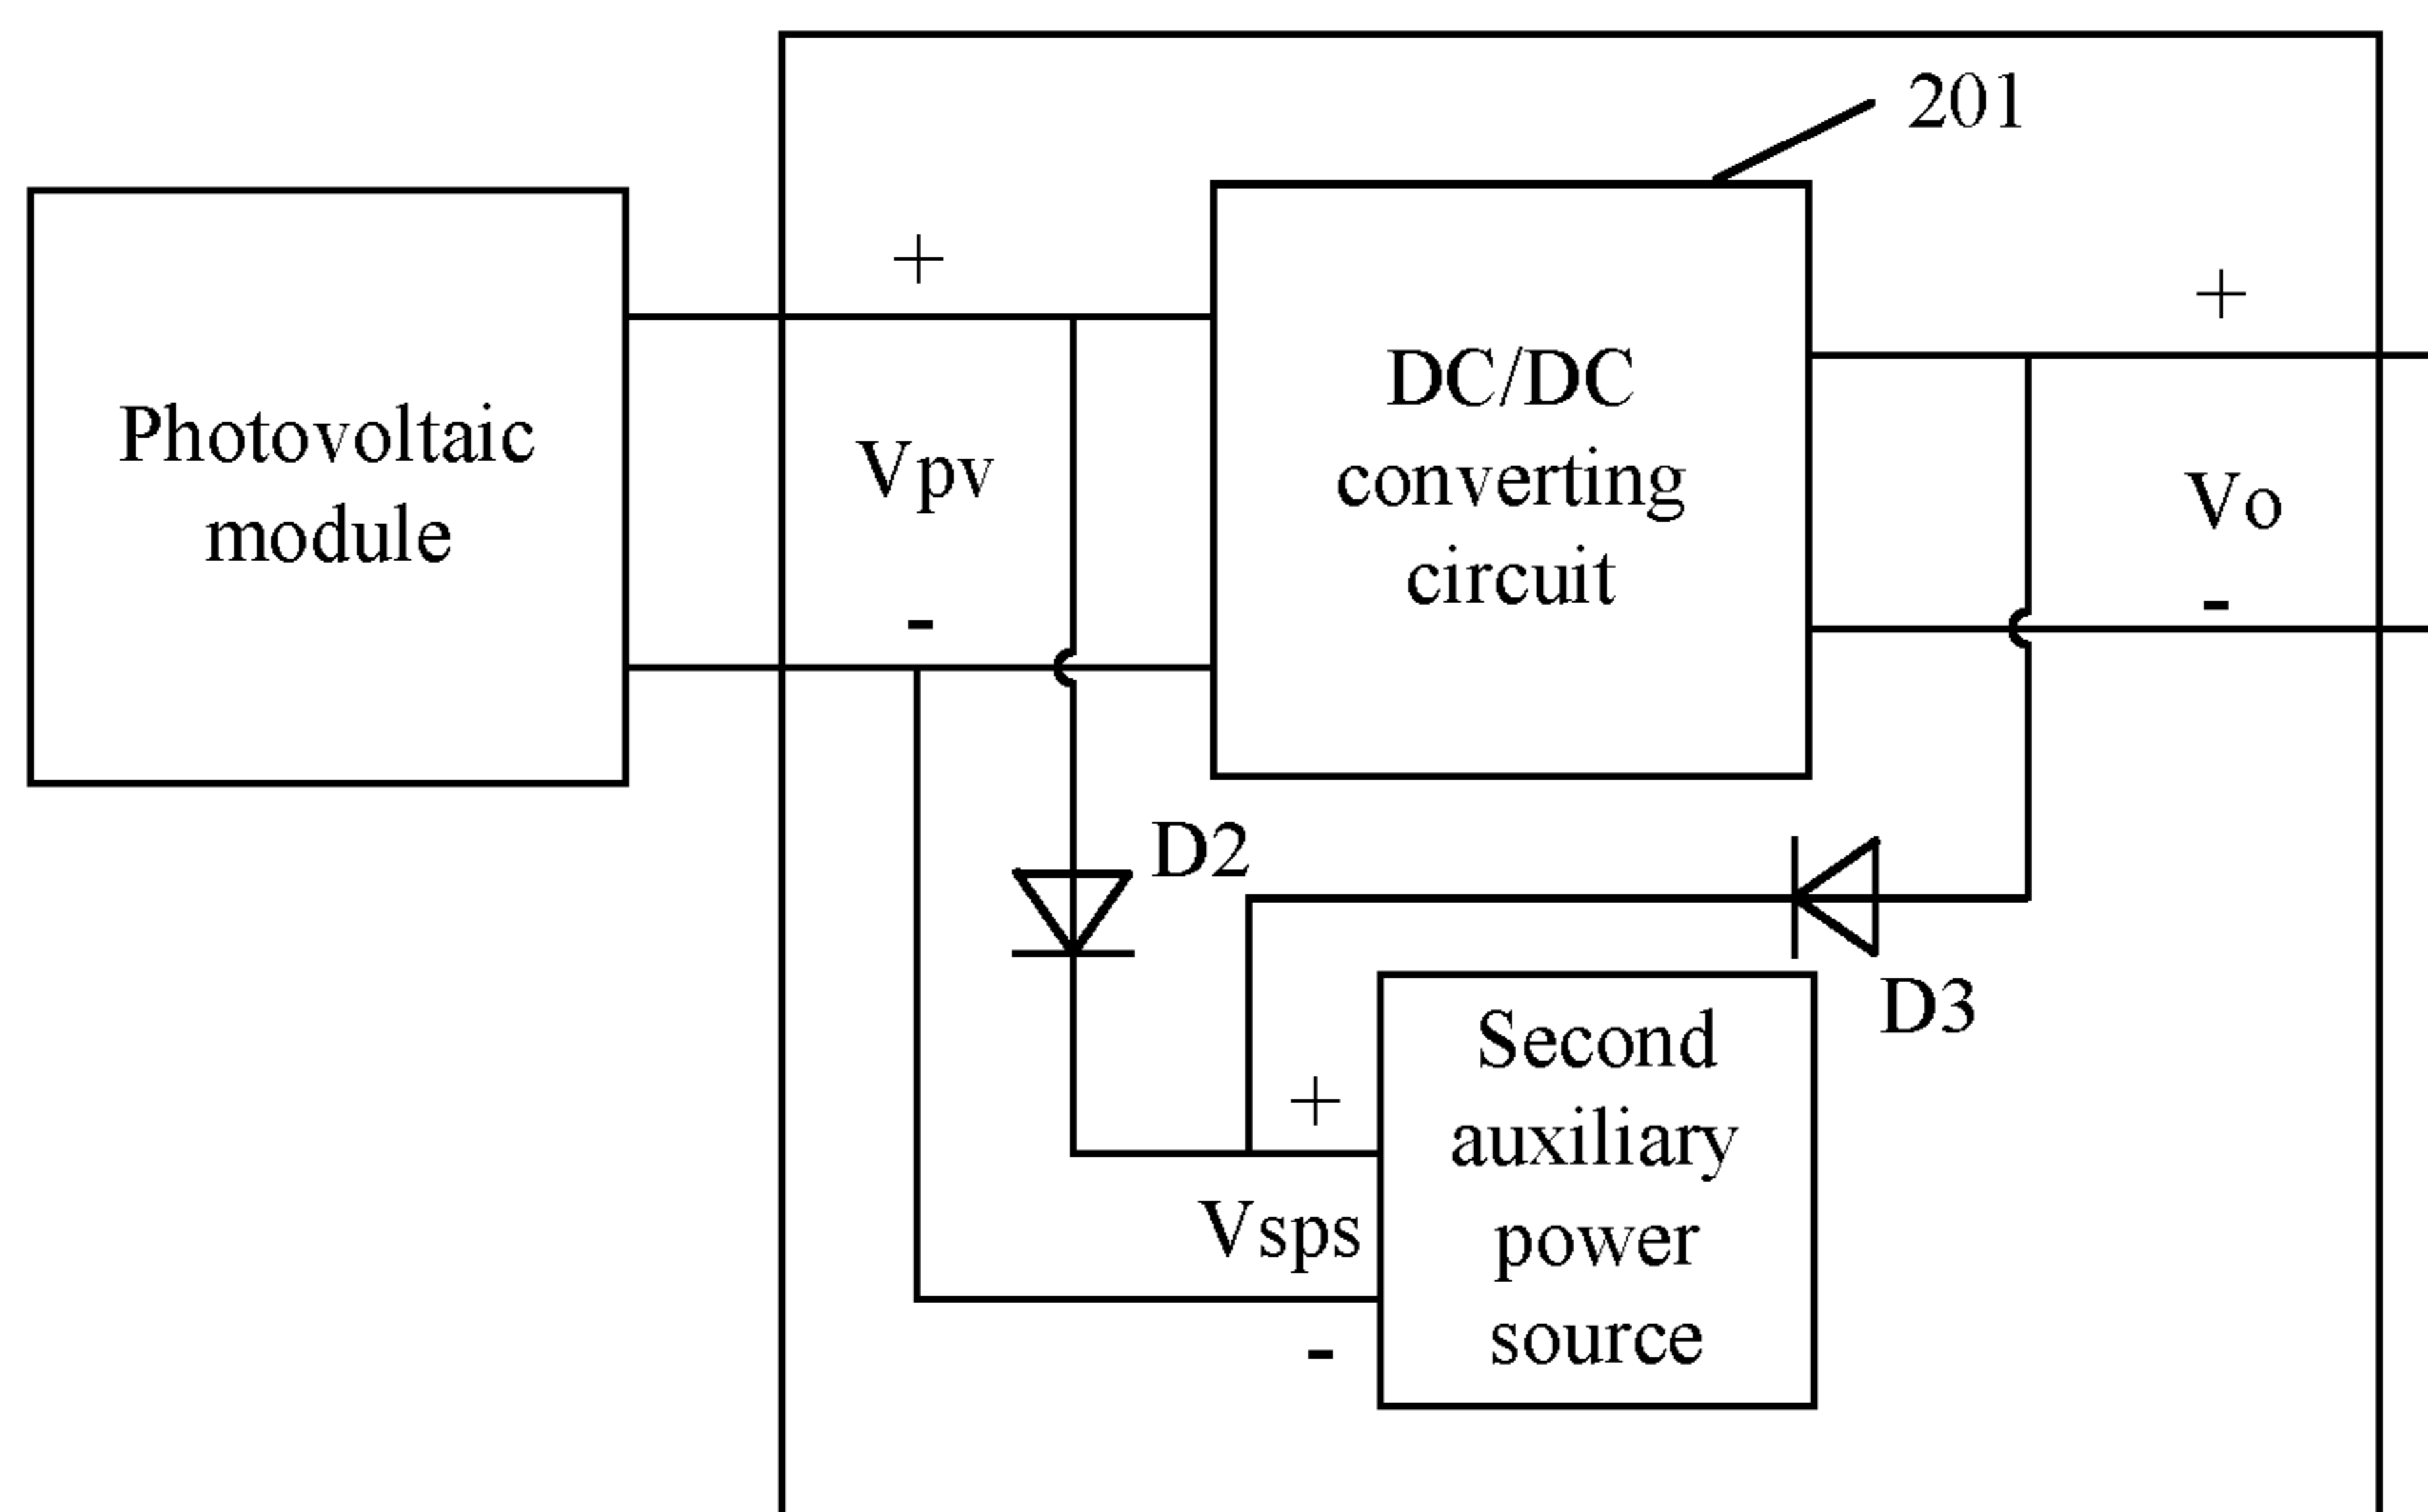 201
+
+
Photovoltaic
module
Vpv
-
DC/DC
converting
circuit
Vo
-
D2
D3
+
Vsps
-
Second
auxiliary
power
source